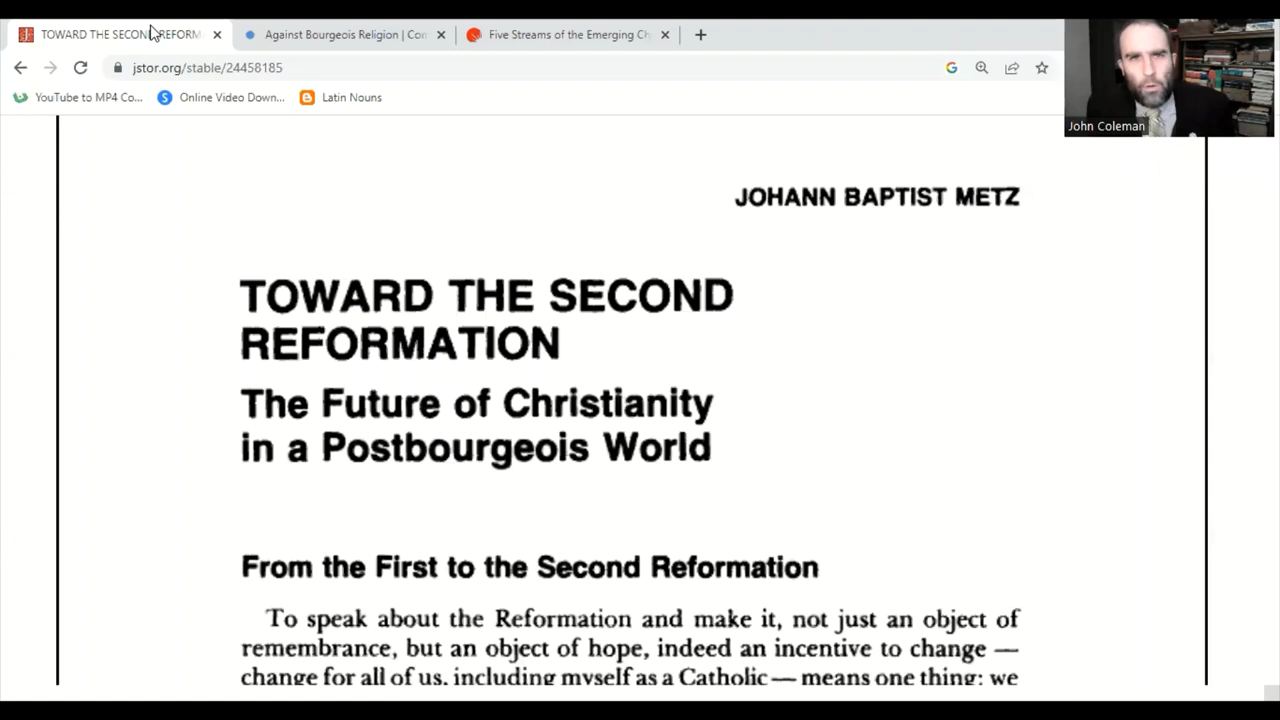 TOWARD THE SECOND REFORM
Against Bourgeois Religion | Con
Five Streams of the Emerging Ch
jstor.org/stable/24458185
YouTube to MP4 Co...
Online Video Down...
Latin Nouns
John Coleman
JOHANN BAPTIST METZ
TOWARD THE SECOND
REFORMATION
The Future of Christianity
in a Postbourgeois World
From the First to the Second Reformation
To speak about the Reformation and make it, not just an object of
remembrance, but an object of hope, indeed an incentive to change —
change for all of us, including myself as a Catholic — means one thing: we